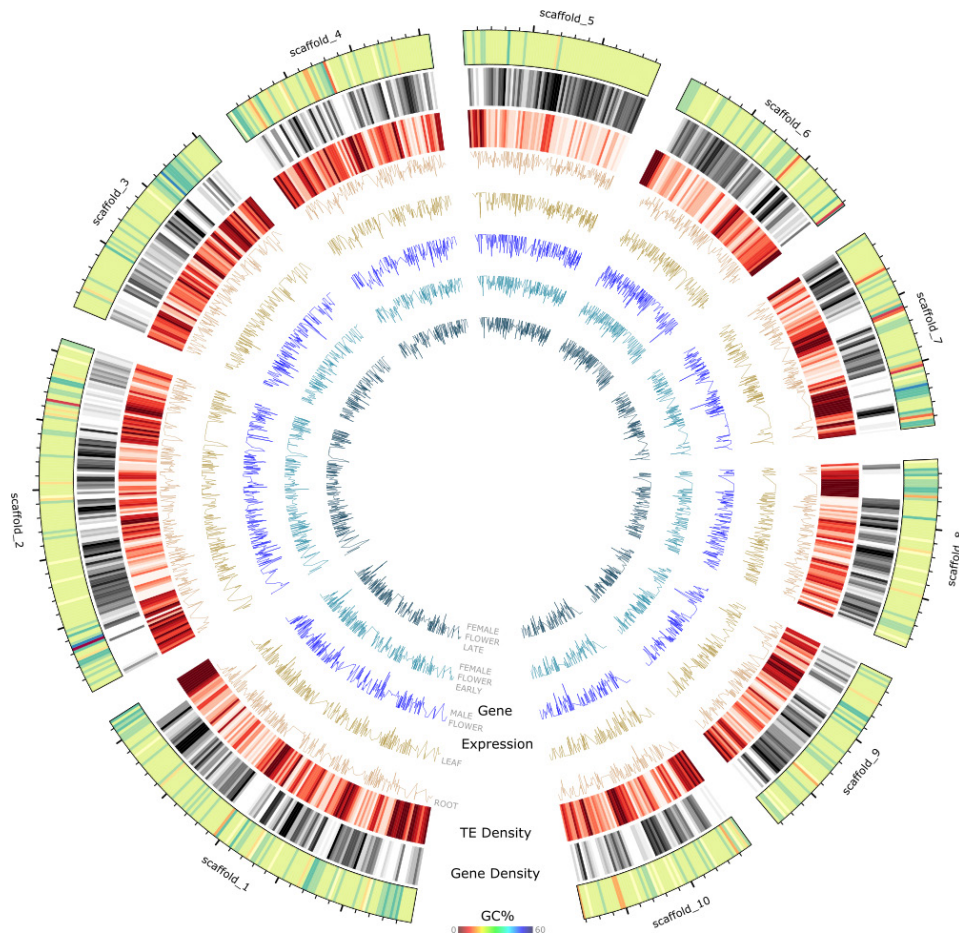 scaffold_5
scaffold_4
scaffold_6
scaffold_3
scaffold_7
scaffold_2
scaffold_8
FEMALE
FLOWER
LATE
FEMALE
FLOWER
EARLY
Gene
MALE
FLOWER
Expression
LEAF
scaffold_9
ROOT
TE Density
scaffold_1
Gene Density
scaffold_10
GC%
0 60